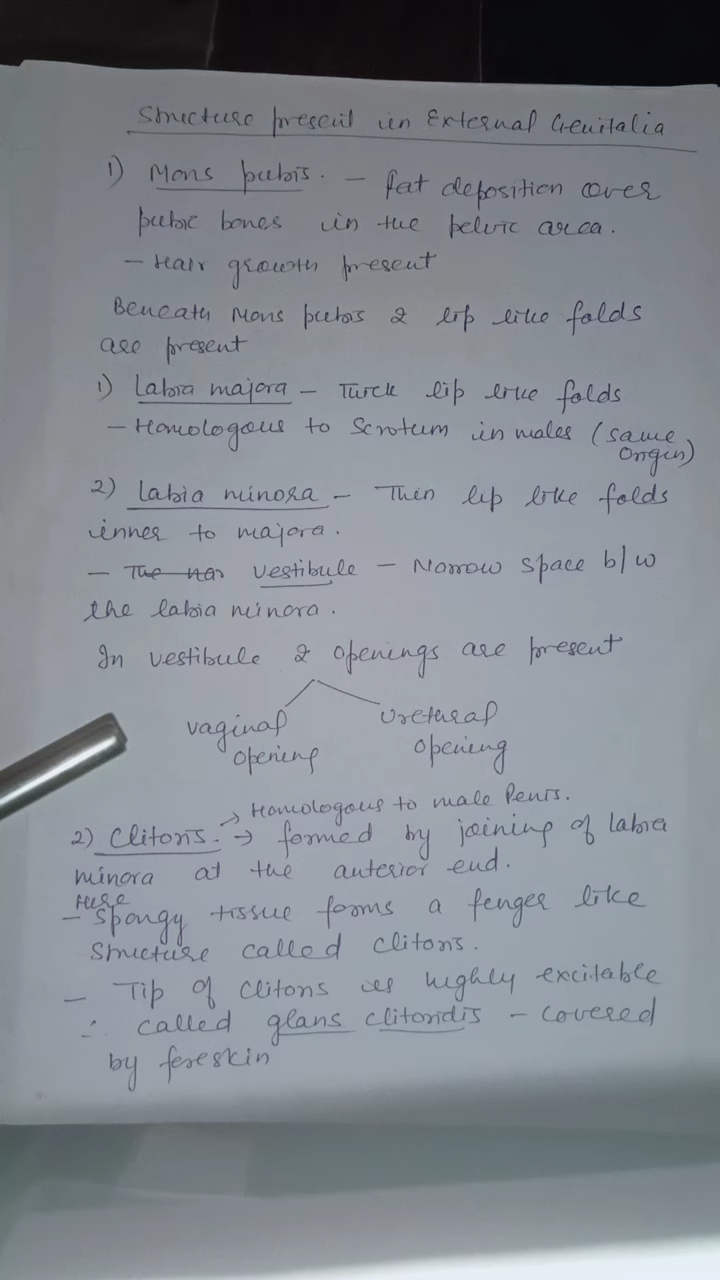 Structure present in External Genitalia
1) Mons pubis. – fat deposition over
pubic bones in the pelvic area.
– Hair growth present
Beneath Mons pubis 2 lip like folds
are present
1) Labia majora – Thick lip like folds
– Homologous to Scrotum in males (same
Origin)
2) Labia minora – Thin lip like folds
inner to majora.
– The nar Vestibule – Narrow space b/w
the labia minora.
In vestibule 2 openings are present
vaginal opening
Urethral opening
→ Homologous to male Penis.
2) Clitoris. → formed by joining of labia
minora at the anterior end.
Here
– Spongy tissue forms a finger like
Structure called clitoris.
– Tip of clitoris is highly excitable
∴ called glans clitoridis – covered
by foreskin